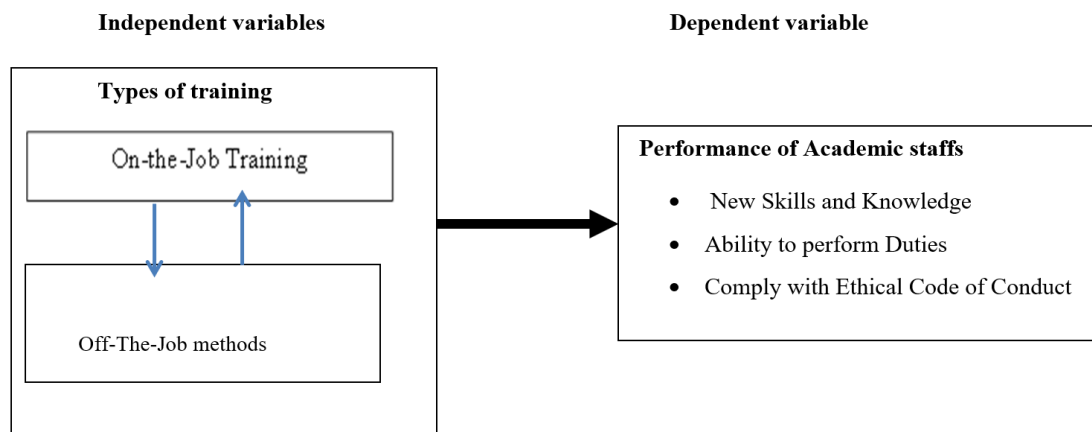 Independent variables
Dependent variable
Types of training
On-the-Job Training
Off-The-Job methods
Performance of Academic staffs
• New Skills and Knowledge
• Ability to perform Duties
• Comply with Ethical Code of Conduct